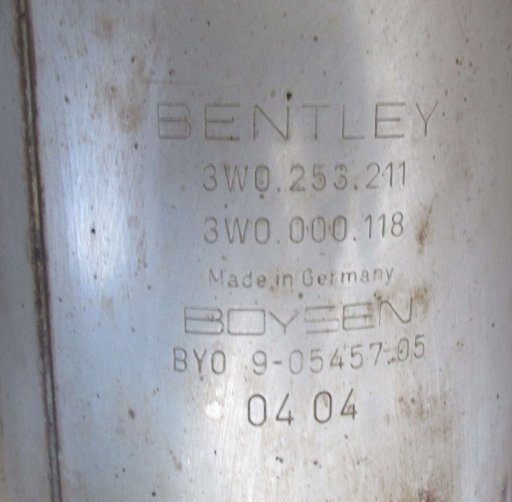 BENTLEY
3W0.253.211
3W0.000.118
Made in Germany
BOYSEN
BY0 9-05457.05
04 04